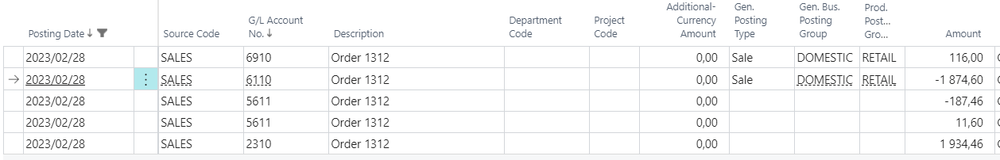 Posting Date↓ Source Code G/L Account No.↓ Description Department Code Project Code Additional-Currency Amount Gen. Posting Type Gen. Bus. Posting Group Prod. Post... Gro... Amount
2023/02/28 SALES 6910 Order 1312 0,00 Sale DOMESTIC RETAIL 116,00
→ 2023/02/28 ⋮ SALES 6110 Order 1312 0,00 Sale DOMESTIC RETAIL -1 874,60
2023/02/28 SALES 5611 Order 1312 0,00 -187,46
2023/02/28 SALES 5611 Order 1312 0,00 11,60
2023/02/28 SALES 2310 Order 1312 0,00 1 934,46